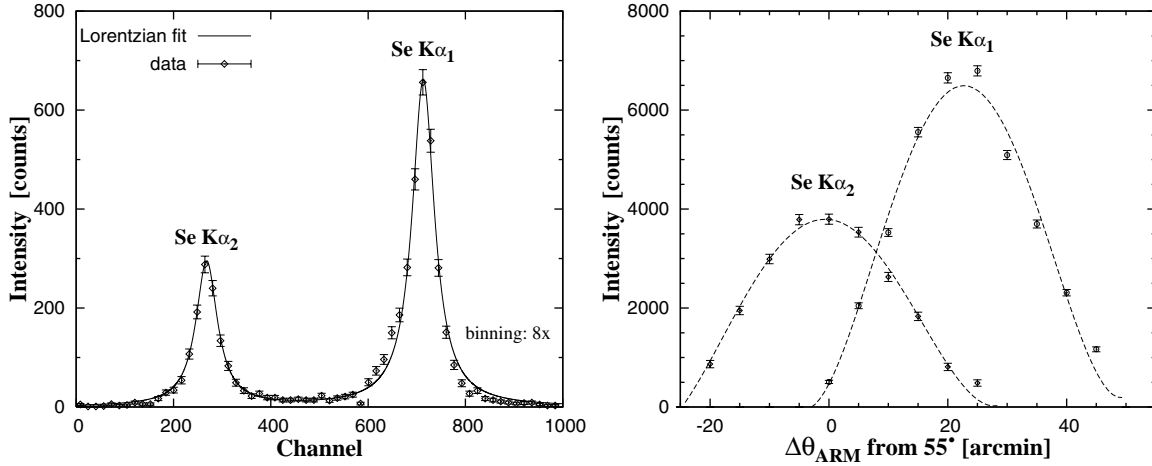 800
600
400
200
0
0
200
400
600
800
1000
Intensity [counts]
Channel
Lorentzian fit
data
Se Kα2
Se Kα1
binning: 8x
8000
6000
4000
2000
0
-20
0
20
40
Intensity [counts]
ΔθARM from 55° [arcmin]
Se Kα2
Se Kα1